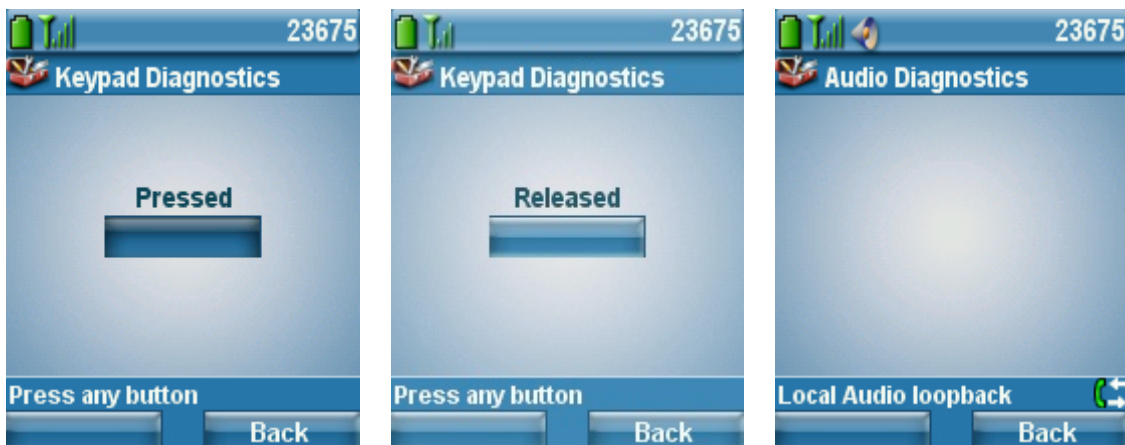 23675
Keypad Diagnostics
Pressed
Press any button
Back
23675
Keypad Diagnostics
Released
Press any button
Back
23675
Audio Diagnostics
Local Audio loopback
Back